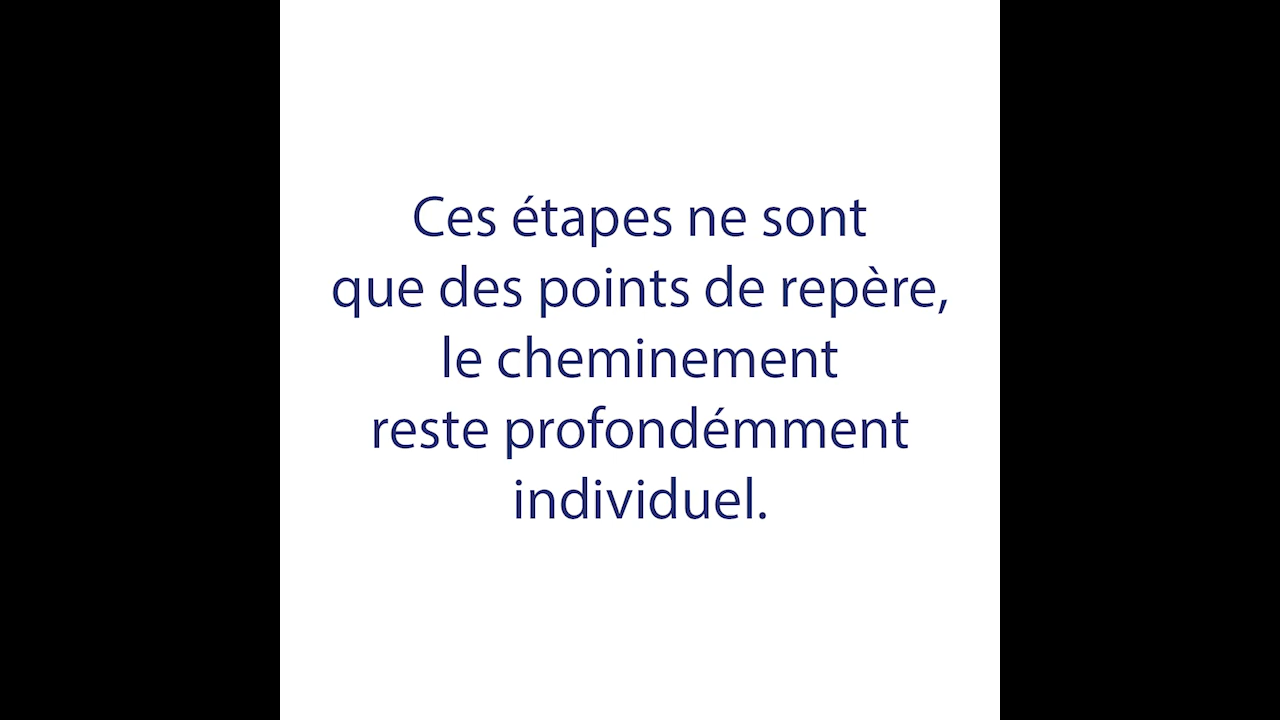 Ces étapes ne sont
que des points de repère,
le cheminement
reste profondémment
individuel.